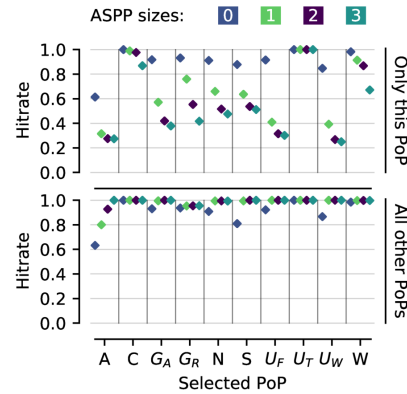 ASPP sizes: 0 1 2 3
1.0
0.8
0.6
0.4
0.2
0.0
Hitrate
Only this PoP
1.0
0.8
0.6
0.4
0.2
0.0
Hitrate
All other PoPs
A C G_A G_R N S U_F U_T U_W W
Selected PoP